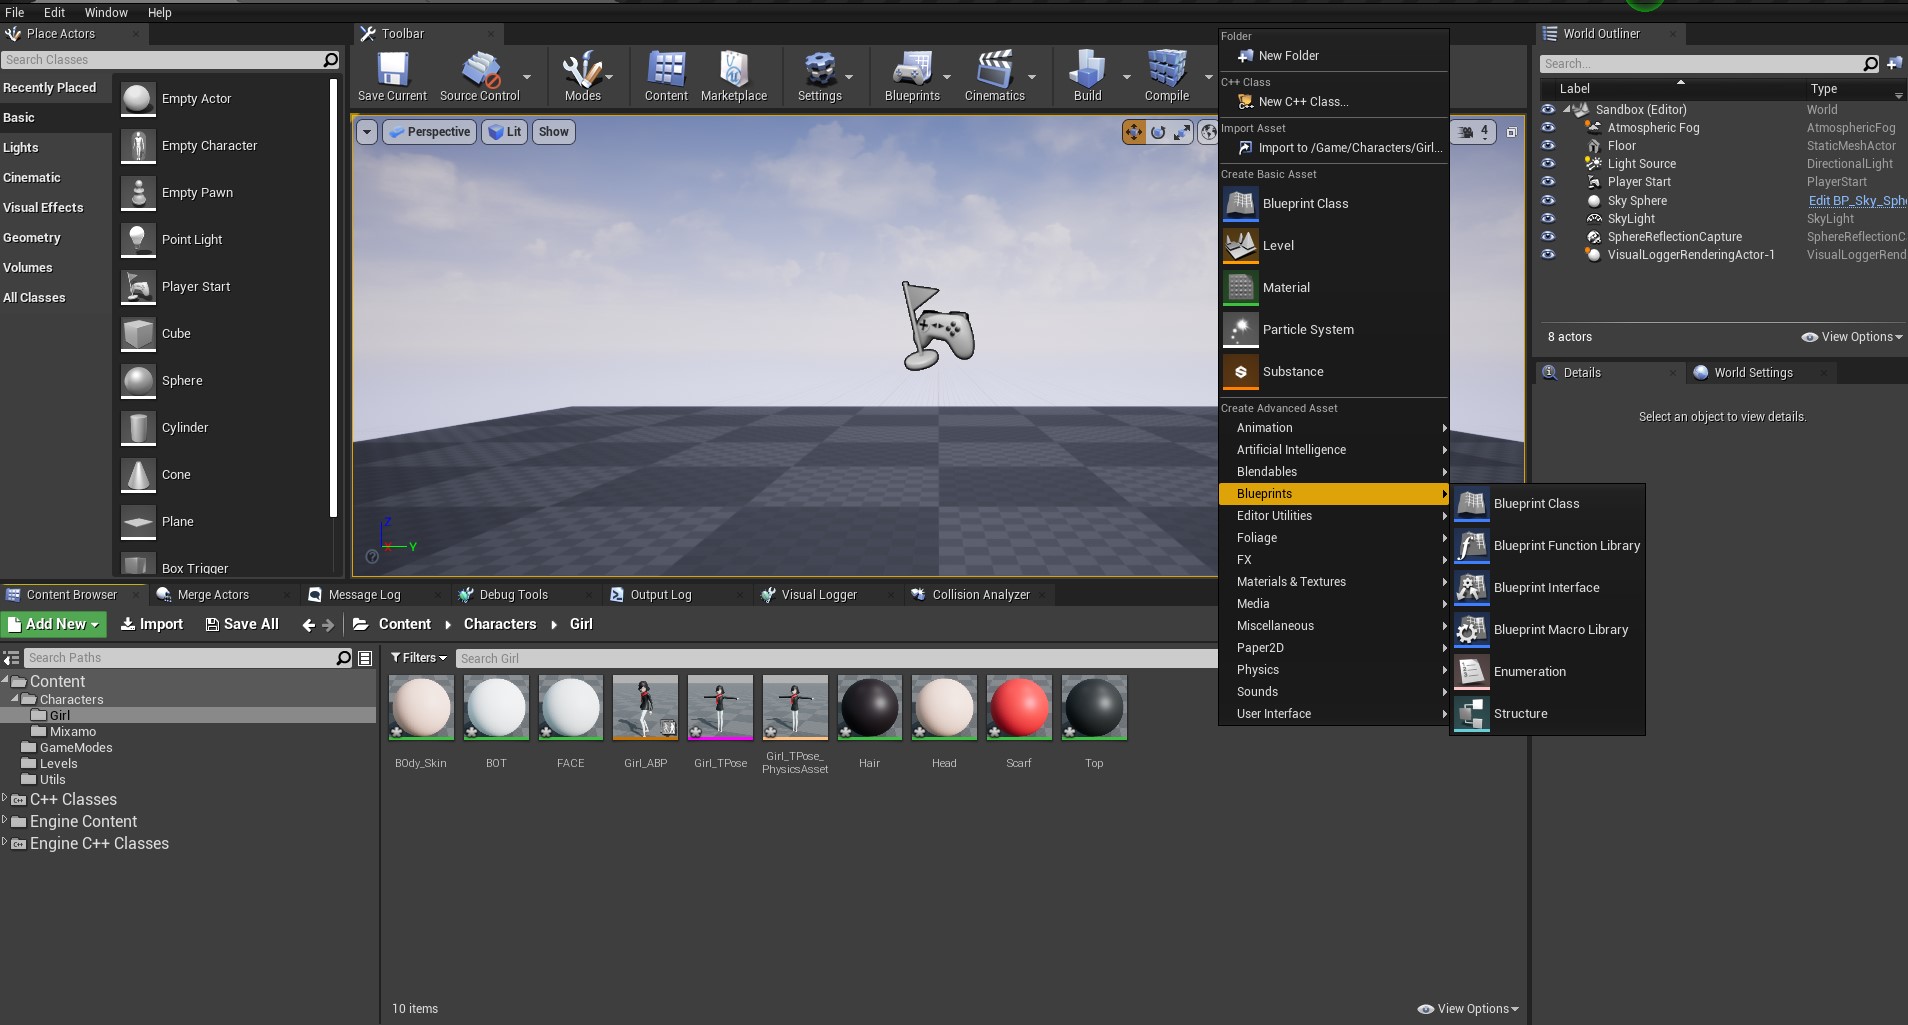 File Edit Window Help
Place Actors
Search Classes
Recently Placed
Basic
Lights
Cinematic
Visual Effects
Geometry
Volumes
All Classes
Empty Actor
Empty Character
Empty Pawn
Point Light
Player Start
Cube
Sphere
Cylinder
Cone
Plane
Box Trigger
Toolbar
Save Current
Source Control
Modes
Content
Marketplace
Settings
Blueprints
Cinematics
Build
Compile
Perspective
Lit
Show
4
Z
X
Y
Folder
New Folder
C++ Class
New C++ Class...
Import Asset
Import to /Game/Characters/Girl...
Create Basic Asset
Blueprint Class
Level
Material
Particle System
Substance
Create Advanced Asset
Animation
Artificial Intelligence
Blendables
Blueprints
Editor Utilities
Foliage
FX
Materials & Textures
Media
Miscellaneous
Paper2D
Physics
Sounds
User Interface
Blueprint Class
Blueprint Function Library
Blueprint Interface
Blueprint Macro Library
Enumeration
Structure
World Outliner
Search...
Label Type
Sandbox (Editor) World
Atmospheric Fog AtmosphericFog
Floor StaticMeshActor
Light Source DirectionalLight
Player Start PlayerStart
Sky Sphere Edit BP_Sky_Sph
SkyLight SkyLight
SphereReflectionCapture SphereReflectionC
VisualLoggerRenderingActor-1 VisualLoggerRend
8 actors
View Options
Details
World Settings
Select an object to view details.
Content Browser
Merge Actors
Message Log
Debug Tools
Output Log
Visual Logger
Collision Analyzer
Add New
Import
Save All
Content
Characters
Girl
Search Paths
Content
Characters
Girl
Mixamo
GameModes
Levels
Utils
C++ Classes
Engine Content
Engine C++ Classes
Filters
Search Girl
BOdy_Skin
BOT
FACE
Girl_ABP
Girl_TPose
Girl_TPose_
PhysicsAsset
Hair
Head
Scarf
Top
10 items
View Options